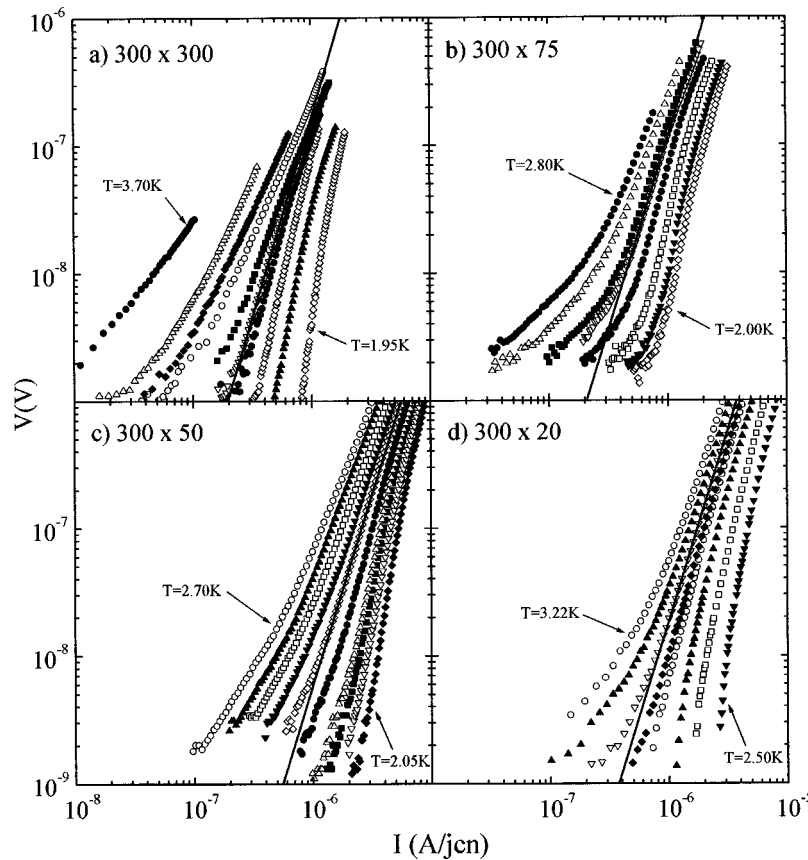 a) 300 x 300
b) 300 x 75
10^-6
T=3.70K
T=2.80K
10^-7
10^-8
T=1.95K
T=2.00K
V(V)
c) 300 x 50
d) 300 x 20
10^-7
T=2.70K
T=3.22K
10^-8
T=2.05K
T=2.50K
10^-9
10^-8 10^-7 10^-6 10^-7 10^-6
I (A/jcn)